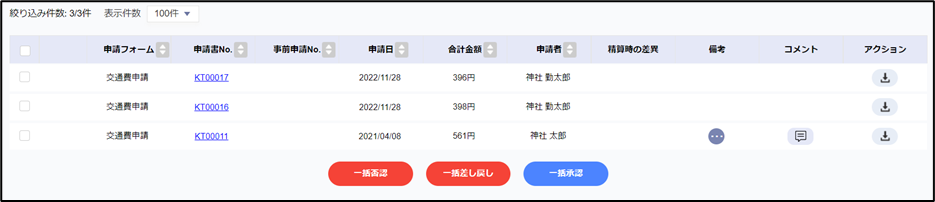 絞り込み件数: 3/3件 表示件数 100件
申請フォーム 申請書No. 事前申請No. 申請日 合計金額 申請者 精算時の差異 備考 コメント アクション
交通費申請 KT00017 2022/11/28 396円 神社 勤太郎
交通費申請 KT00016 2022/11/28 398円 神社 勤太郎
交通費申請 KT00011 2021/04/08 561円 神社 太郎
一括否認 一括差し戻し 一括承認